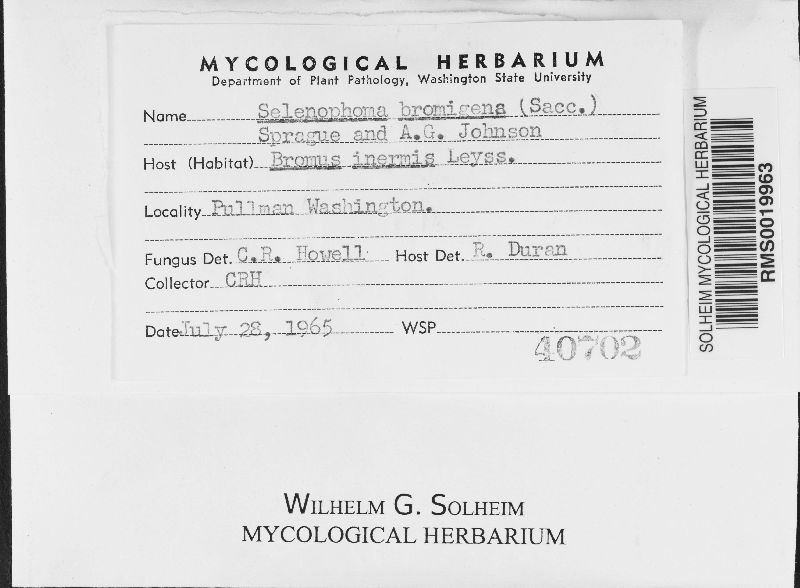 MYCOLOGICAL HERBARIUM
Department of Plant Pathology, Washington State University
Name Selenophoma bromigena (Sacc.)
Sprague and A.G. Johnson
Host (Habitat) Bromus inermis Leyss.
Locality Pullman Washington.
Fungus Det. C.R. Howell Host Det. R. Duran
Collector CRH
Date July 28, 1965 WSP
40702
SOLHEIM MYCOLOGICAL HERBARIUM
RMS0019963
WILHELM G. SOLHEIM
MYCOLOGICAL HERBARIUM